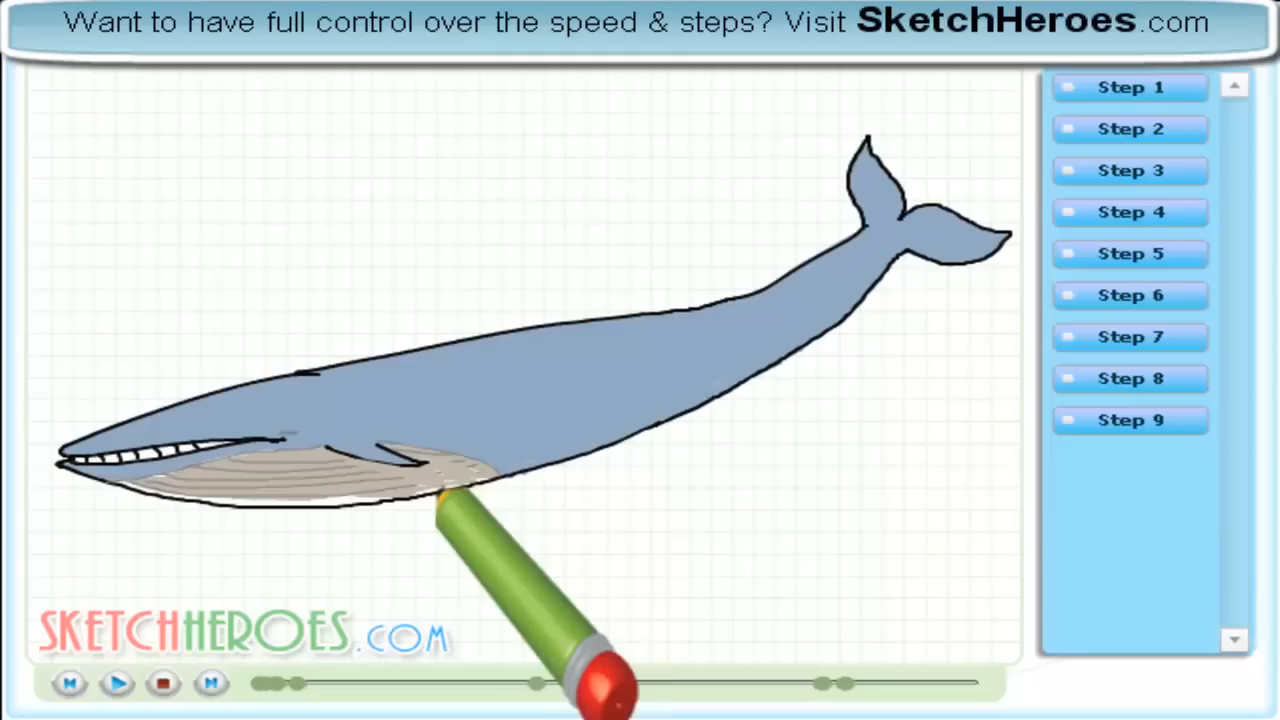 Want to have full control over the speed & steps? Visit SketchHeroes.com
Step 1
Step 2
Step 3
Step 4
Step 5
Step 6
Step 7
Step 8
Step 9
SKETCHHEROES.COM